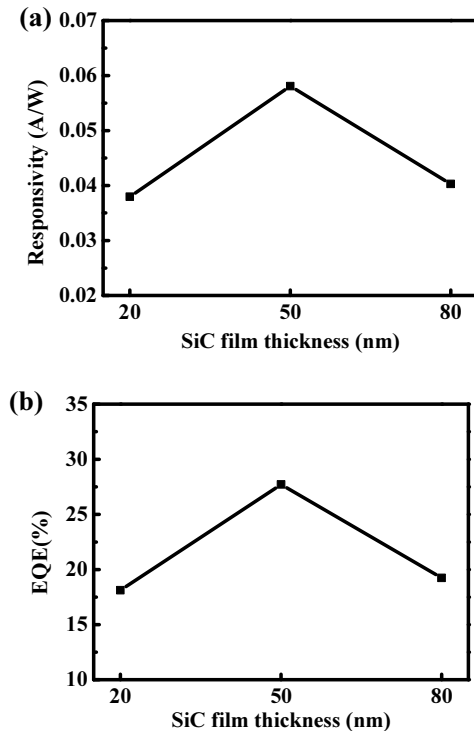 (a)
0.07
0.06
0.05
0.04
0.03
0.02
Responsivity (A/W)
20 50 80
SiC film thickness (nm)
(b)
35
30
25
20
15
10
EQE(%)
20 50 80
SiC film thickness (nm)